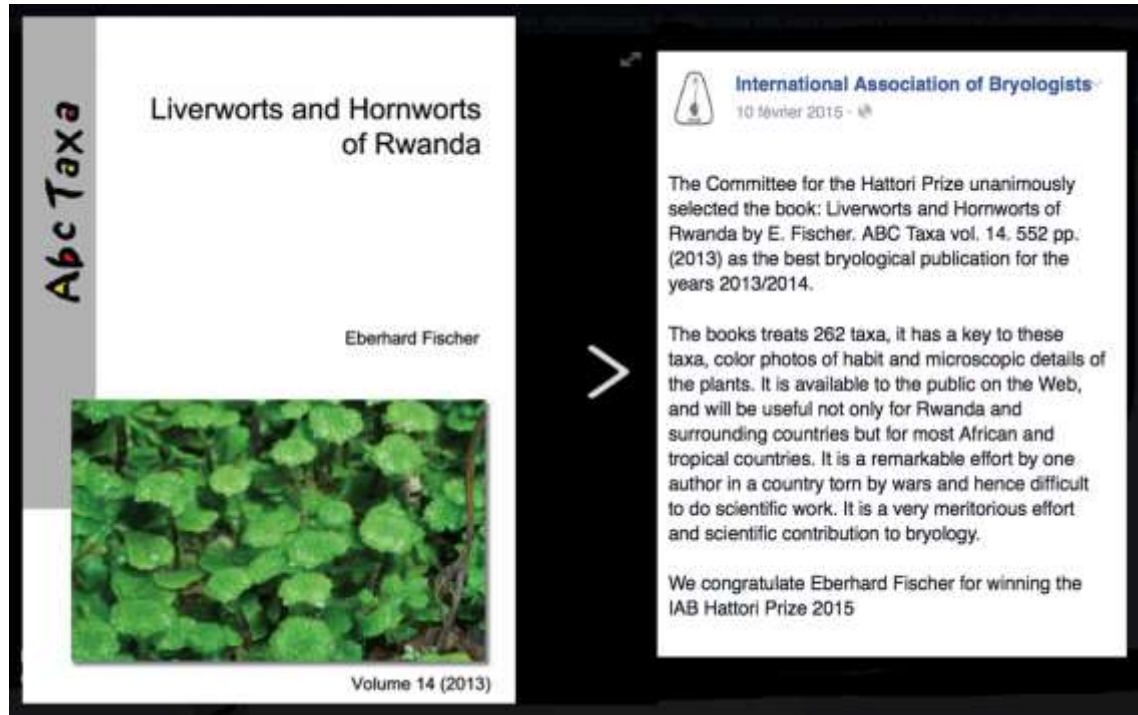 Abc Taxa
Liverworts and Hornworts
of Rwanda
Eberhard Fischer
Volume 14 (2013)
International Association of Bryologists
10 février 2015
The Committee for the Hattori Prize unanimously
selected the book: Liverworts and Hornworts of
Rwanda by E. Fischer. ABC Taxa vol. 14. 552 pp.
(2013) as the best bryological publication for the
years 2013/2014.
The books treats 262 taxa, it has a key to these
taxa, color photos of habit and microscopic details of
the plants. It is available to the public on the Web,
and will be useful not only for Rwanda and
surrounding countries but for most African and
tropical countries. It is a remarkable effort by one
author in a country torn by wars and hence difficult
to do scientific work. It is a very meritorious effort
and scientific contribution to bryology.
We congratulate Eberhard Fischer for winning the
IAB Hattori Prize 2015